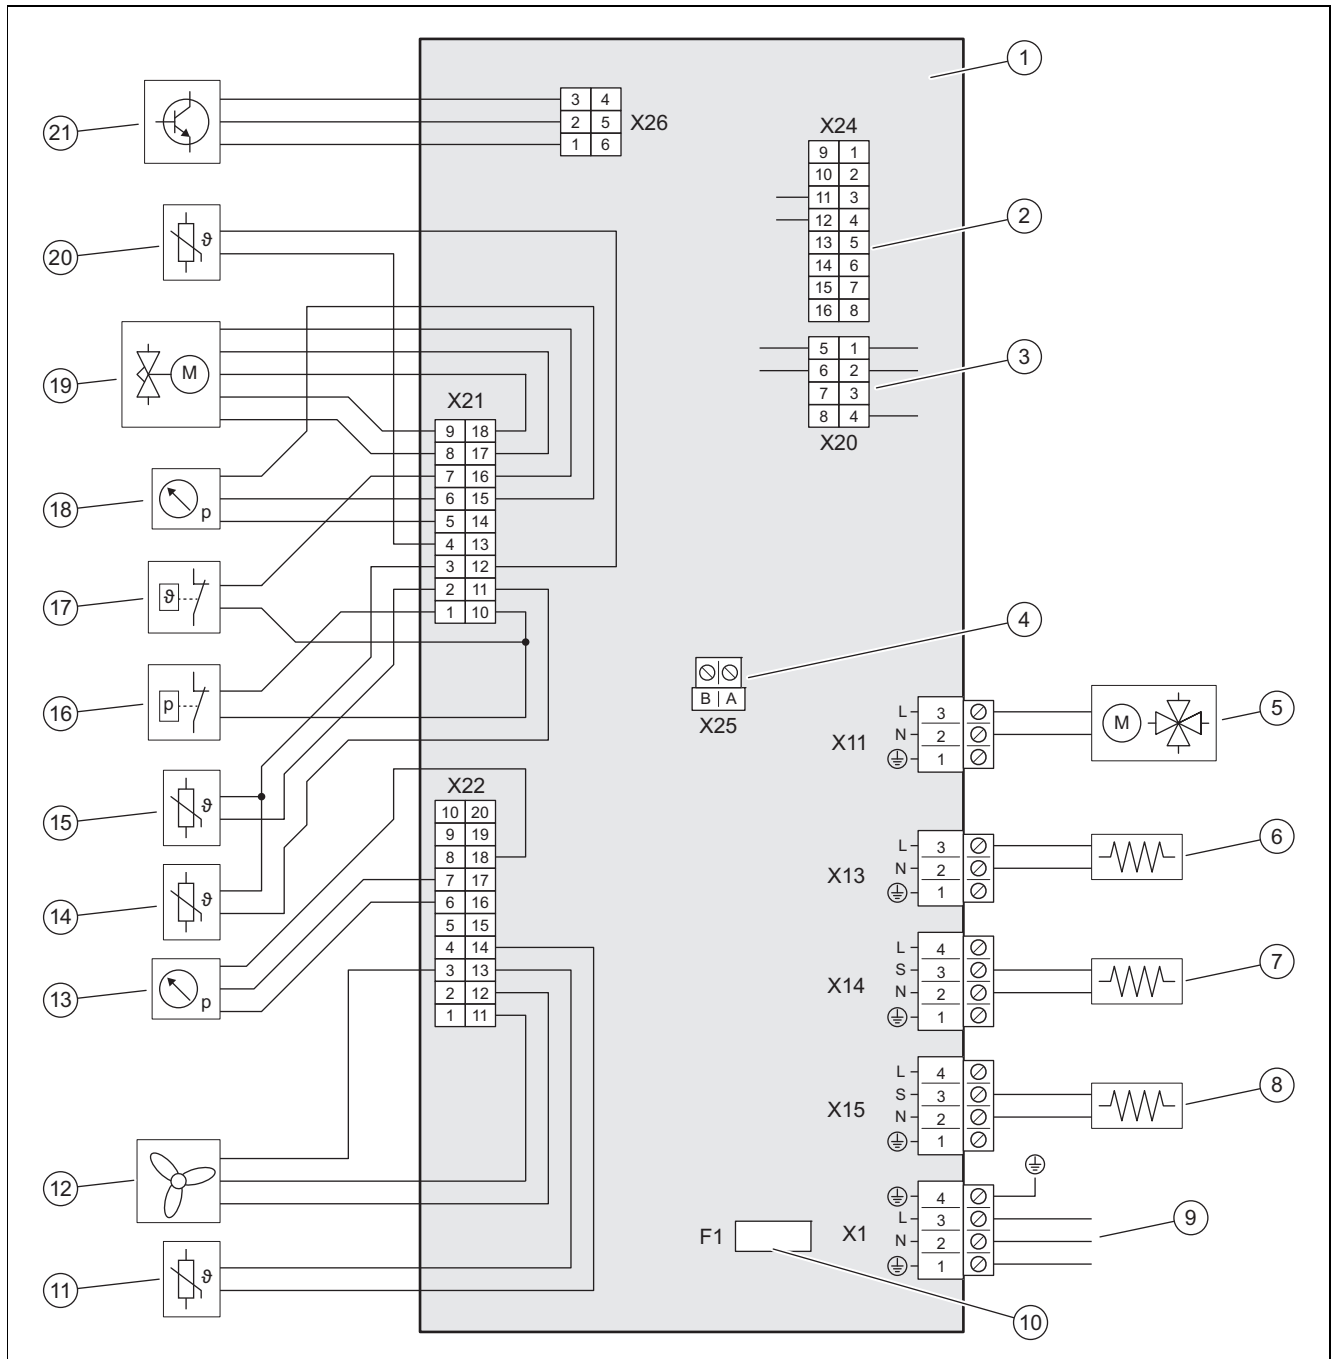 1
21
3 4
2 5
1 6
X26
X24
9 1
10 2
11 3
12 4
13 5
14 6
15 7
16 8
2
20
ϑ
5 1
6 2
7 3
8 4
X20
3
19
M
X21
9 18
8 17
7 16
6 15
5 14
4 13
3 12
2 11
1 10
18
p
17
ϑ
4
16
p
B A
X25
X11
L 3
N 2
1
M
5
15
ϑ
X22
10 20
9 19
8 18
7 17
6 16
5 15
4 14
3 13
2 12
1 11
X13
L 3
N 2
1
6
14
ϑ
13
p
X14
L 4
S 3
N 2
1
7
X15
L 4
S 3
N 2
1
8
12
F1
X1
4
L 3
N 2
1
9
11
ϑ
10